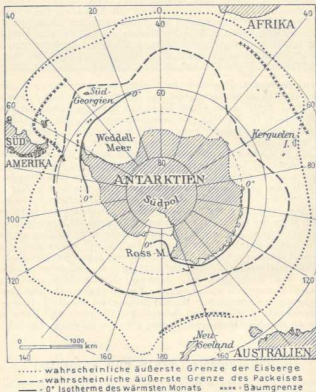 40 20 0 20 40
AFRIKA
60
Süd-
Georgien
0°
60
SÜD
AMERIKA
Weddell-
Meer
Kerguelen
I.
80
80
ANTARKTIEN
0°
Südpol
0°
100
100
Ross-M.
120
120
0 1000 km
Neu-
Seeland
AUSTRALIEN
140 160 180 160 140
····· wahrscheinliche äußerste Grenze der Eisberge
--- wahrscheinliche äußerste Grenze des Packeises
— 0° Isotherme des wärmsten Monats ×××× Baumgrenze